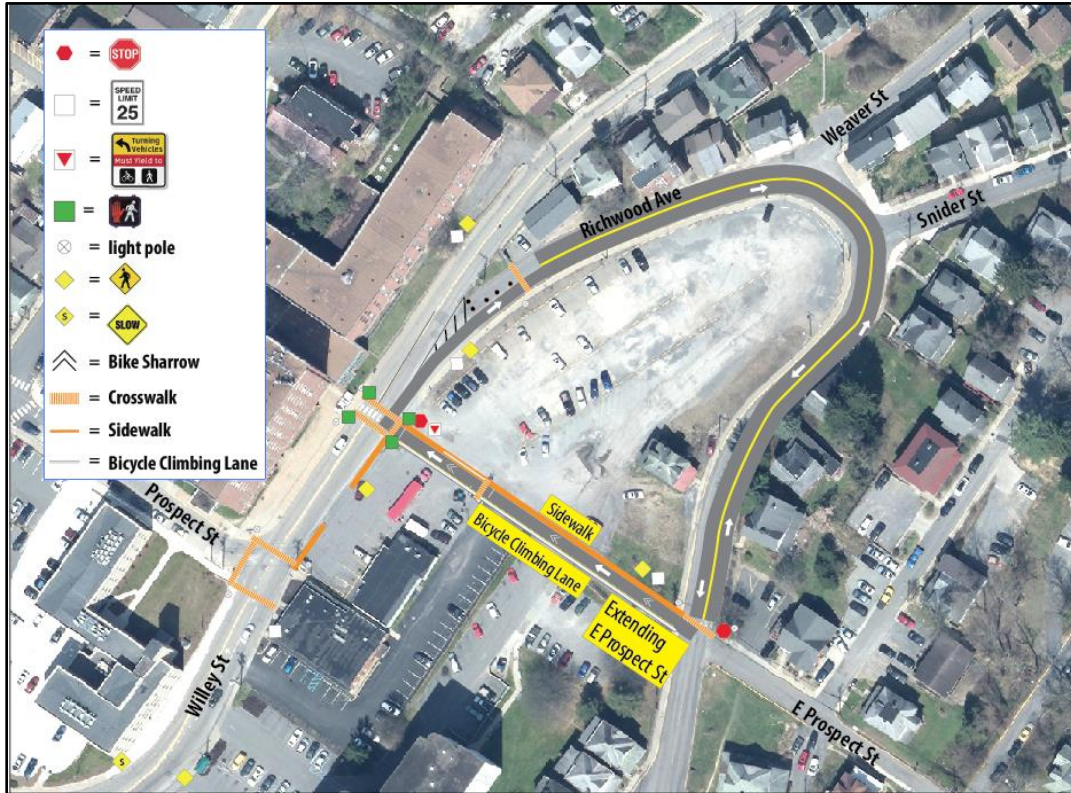 = STOP
= SPEED
LIMIT
25
= Turning
Vehicles
Must Yield to
=
= light pole
=
S = SLOW
= Bike Sharrow
= Crosswalk
= Sidewalk
= Bicycle Climbing Lane
Weaver St
Snider St
Richwood Ave
Prospect St
Sidewalk
Bicycle Climbing Lane
Extending
E Prospect St
Willey St
E Prospect St
S